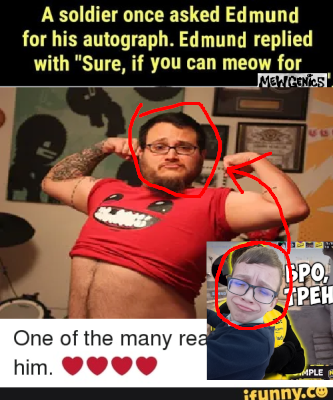 A soldier once asked Edmund
for his autograph. Edmund replied
with "Sure, if you can meow for
MEWGENICS
БРО,
ТРЕН
One of the many rea
him. ❤❤❤❤
MPLE
ifunny.co